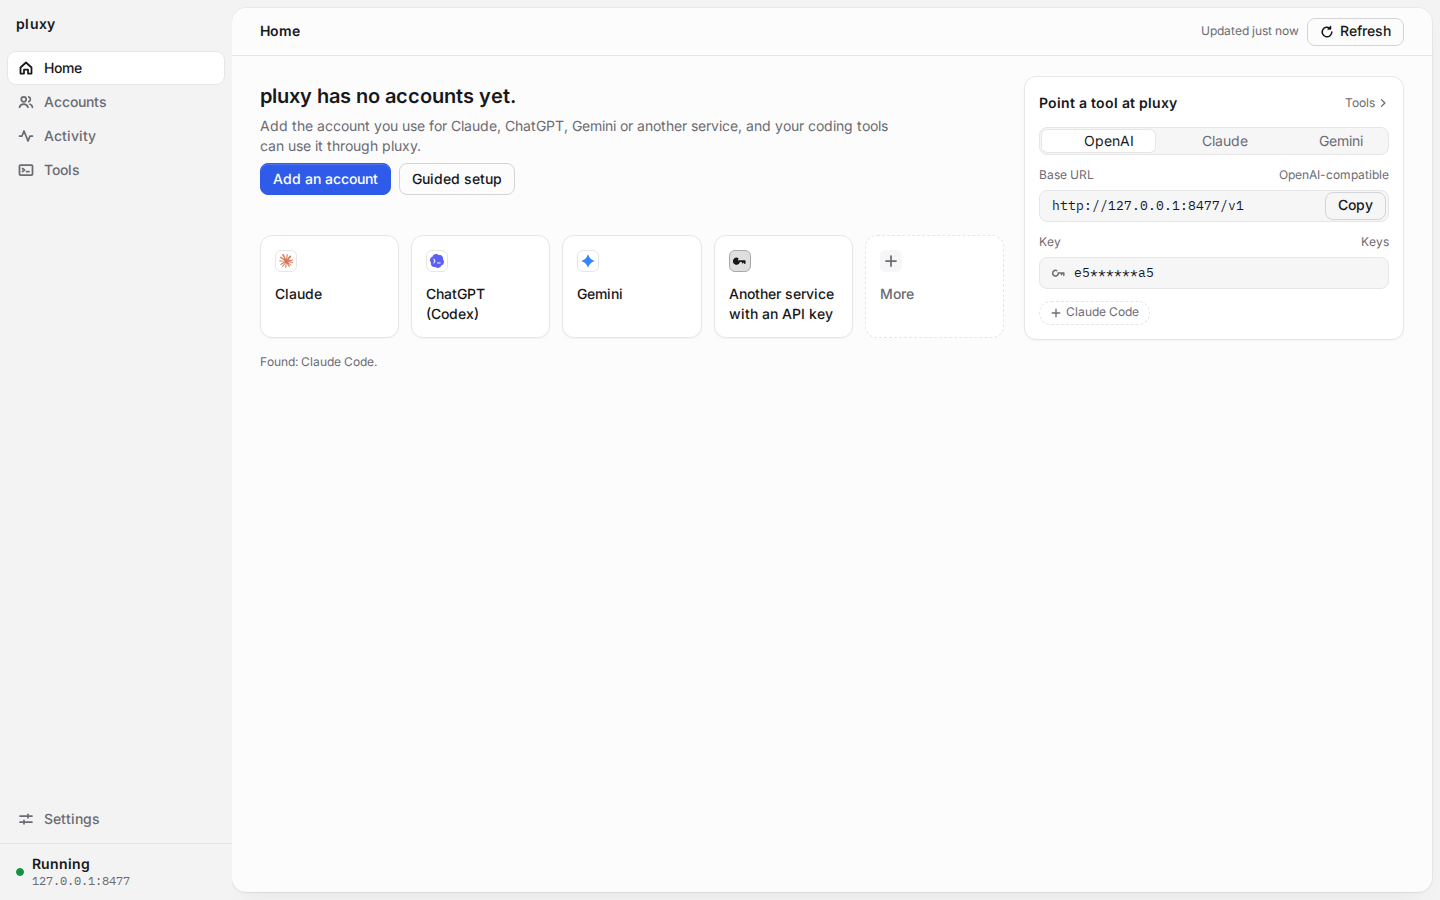 pluxy
Home
Accounts
Activity
Tools
Settings
Running
127.0.0.1:8477
Home
Updated just now
Refresh
pluxy has no accounts yet.
Add the account you use for Claude, ChatGPT, Gemini or another service, and your coding tools
can use it through pluxy.
Add an account
Guided setup
Claude
ChatGPT
(Codex)
Gemini
Another service
with an API key
More
Found: Claude Code.
Point a tool at pluxy
Tools
OpenAI
Claude
Gemini
Base URL
OpenAI-compatible
http://127.0.0.1:8477/v1
Copy
Key
Keys
e5******a5
Claude Code